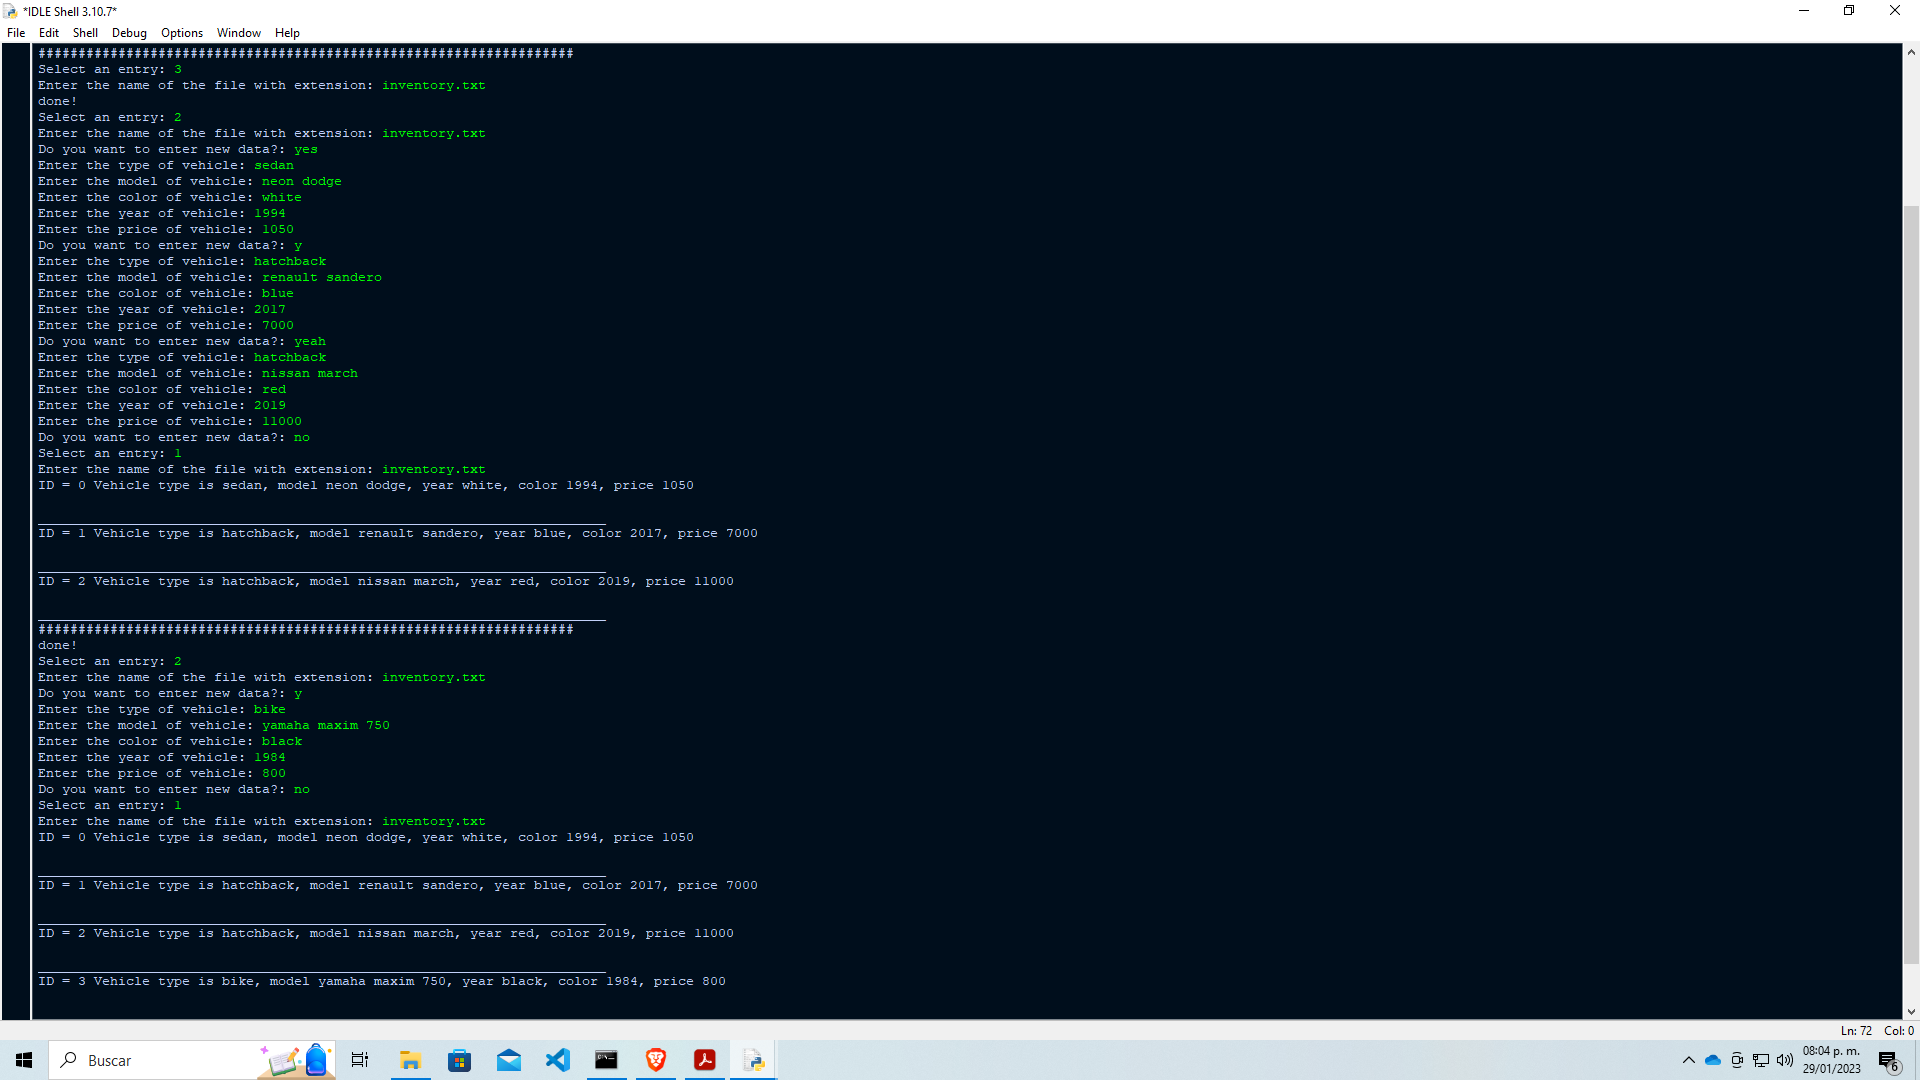 *IDLE Shell 3.10.7*
File Edit Shell Debug Options Window Help
###################################################################
Select an entry: 3
Enter the name of the file with extension: inventory.txt
done!
Select an entry: 2
Enter the name of the file with extension: inventory.txt
Do you want to enter new data?: yes
Enter the type of vehicle: sedan
Enter the model of vehicle: neon dodge
Enter the color of vehicle: white
Enter the year of vehicle: 1994
Enter the price of vehicle: 1050
Do you want to enter new data?: y
Enter the type of vehicle: hatchback
Enter the model of vehicle: renault sandero
Enter the color of vehicle: blue
Enter the year of vehicle: 2017
Enter the price of vehicle: 7000
Do you want to enter new data?: yeah
Enter the type of vehicle: hatchback
Enter the model of vehicle: nissan march
Enter the color of vehicle: red
Enter the year of vehicle: 2019
Enter the price of vehicle: 11000
Do you want to enter new data?: no
Select an entry: 1
Enter the name of the file with extension: inventory.txt
ID = 0 Vehicle type is sedan, model neon dodge, year white, color 1994, price 1050
_______________________________________________________________________
ID = 1 Vehicle type is hatchback, model renault sandero, year blue, color 2017, price 7000
_______________________________________________________________________
ID = 2 Vehicle type is hatchback, model nissan march, year red, color 2019, price 11000
_______________________________________________________________________
###################################################################
done!
Select an entry: 2
Enter the name of the file with extension: inventory.txt
Do you want to enter new data?: y
Enter the type of vehicle: bike
Enter the model of vehicle: yamaha maxim 750
Enter the color of vehicle: black
Enter the year of vehicle: 1984
Enter the price of vehicle: 800
Do you want to enter new data?: no
Select an entry: 1
Enter the name of the file with extension: inventory.txt
ID = 0 Vehicle type is sedan, model neon dodge, year white, color 1994, price 1050
_______________________________________________________________________
ID = 1 Vehicle type is hatchback, model renault sandero, year blue, color 2017, price 7000
_______________________________________________________________________
ID = 2 Vehicle type is hatchback, model nissan march, year red, color 2019, price 11000
_______________________________________________________________________
ID = 3 Vehicle type is bike, model yamaha maxim 750, year black, color 1984, price 800
Ln: 72 Col: 0
Buscar
08:04 p. m.
29/01/2023
6